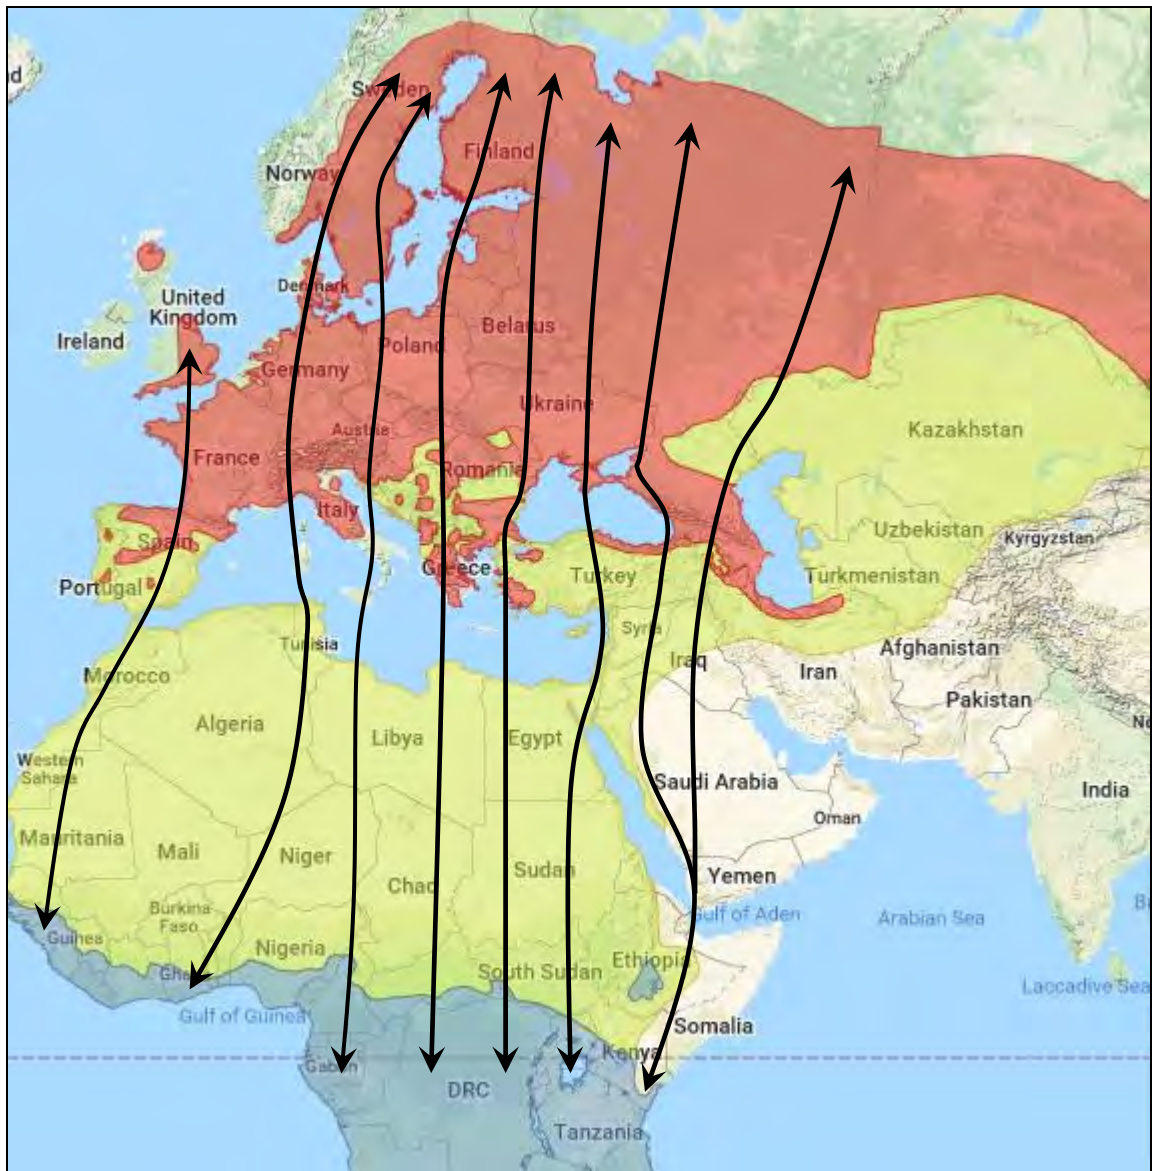 nd
Sweden
Finland
Norway
Denmark
United
Kingdom
Ireland
Belarus
Poland
Germany
Ukraine
Austria
Kazakhstan
France
Romania
Italy
Uzbekistan
Kyrgyzstan
Spain
Greece
Turkey
Turkmenistan
Portugal
Syria
Tunisia
Afghanistan
Iraq
Iran
Morocco
Pakistan
Algeria
Libya
Egypt
Western
Sahara
Saudi Arabia
India
Oman
Mauritania
Mali
Niger
Chad
Sudan
Yemen
Burkina
Faso
Gulf of Aden
Arabian Sea
Guinea
Nigeria
Ethiopia
Gha
South Sudan
Laccadive Sea
Gulf of Guinea
Somalia
Kenya
Gabon
DRC
Tanzania